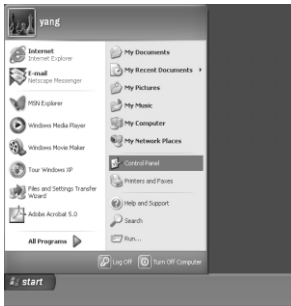 yang
Internet
Internet Explorer
E-mail
Netscape Messenger
MSN Explorer
Windows Media Player
Windows Movie Maker
Tour Windows XP
Files and Settings Transfer
Wizard
Adobe Acrobat 5.0
All Programs
My Documents
My Recent Documents
My Pictures
My Music
My Computer
My Network Places
Control Panel
Printers and Faxes
Help and Support
Search
Run...
Log Off
Turn Off Computer
start